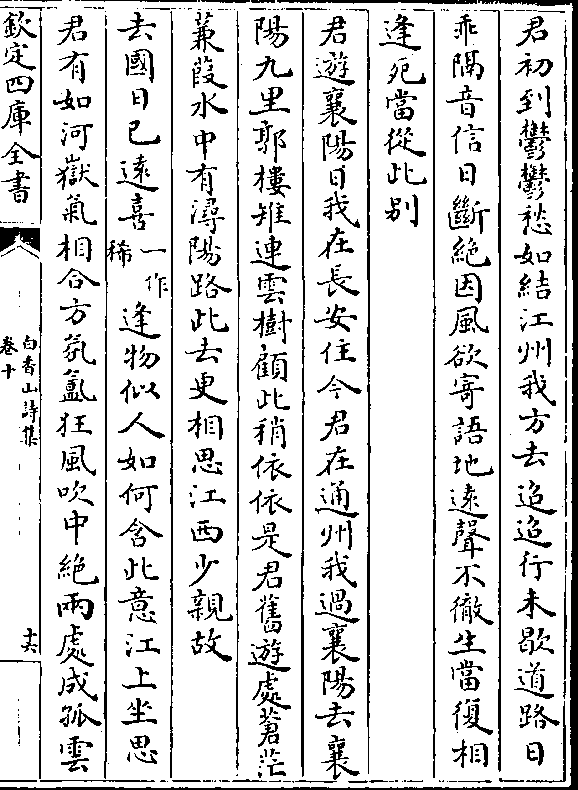 君初到鬱鬱愁如結江州我方去迢迢行未歇道路日
乖隔音信日斷絶因風欲寄語地遠聲不徹生當復相
逢死當從此别
君遊襄陽日我在長安住今君在通州我過襄陽去襄
陽九里郭樓雉連雲樹顧此稍依依是君舊遊處蒼茫
蒹葭水中有潯陽路此去更相思江西少親故
去國日已遠喜一作稀逢物似人如何含此意江上坐思
君有如河嶽氣相合方氛氲狂風吹中絶兩處成孤雲
欽定四庫全書
白香山詩集
卷十
十六